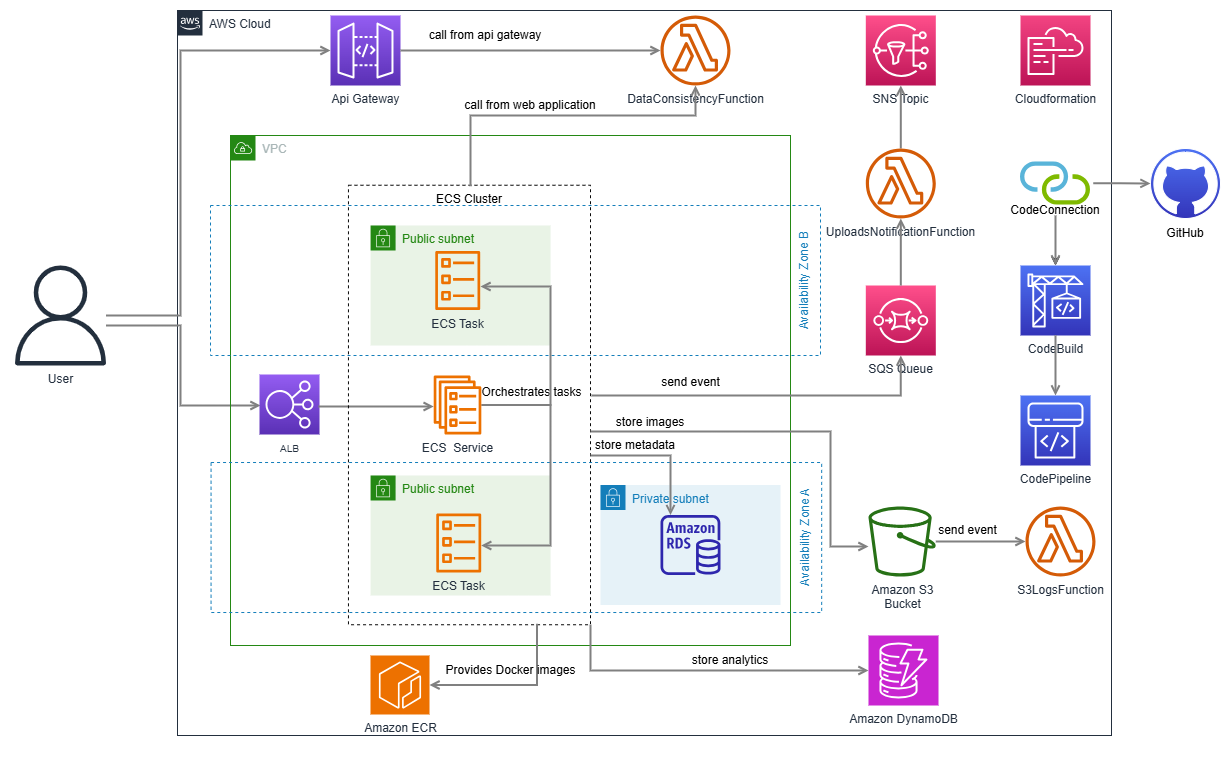 aws
AWS Cloud
call from api gateway
Api Gateway
DataConsistencyFunction
SNS Topic
Cloudformation
call from web application
VPC
ECS Cluster
CodeConnection
GitHub
UploadsNotificationFunction
Public subnet
Availability Zone B
ECS Task
User
CodeBuild
SQS Queue
send event
Orchestrates tasks
ALB
ECS Service
store images
store metadata
CodePipeline
Public subnet
Private subnet
Availability Zone A
Amazon
RDS
send event
ECS Task
Amazon S3
Bucket
S3LogsFunction
store analytics
Provides Docker images
Amazon ECR
Amazon DynamoDB